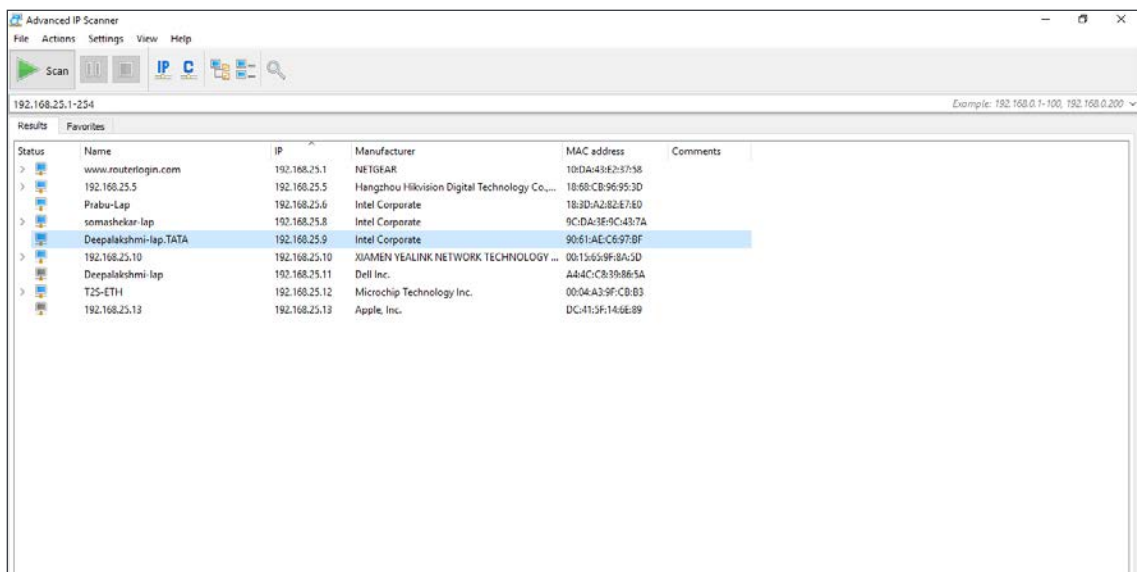 Advanced IP Scanner
File Actions Settings View Help
Scan IP C
192.168.25.1-254 Example: 192.168.0.1-100, 192.168.0.200
Results Favorites
Status Name IP Manufacturer MAC address Comments
www.routerlogin.com 192.168.25.1 NETGEAR 10:DA:43:E2:37:58
192.168.25.5 192.168.25.5 Hangzhou Hikvision Digital Technology Co.,... 18:68:CB:96:95:3D
Prabu-Lap 192.168.25.6 Intel Corporate 18:3D:A2:82:E7:E0
somashekar-lap 192.168.25.8 Intel Corporate 9C:DA:3E:9C:43:7A
Deepalakshmi-lap.TATA 192.168.25.9 Intel Corporate 90:61:AE:C6:97:BF
192.168.25.10 192.168.25.10 XIAMEN YEALINK NETWORK TECHNOLOGY ... 00:15:65:9F:8A:5D
Deepalakshmi-lap 192.168.25.11 Dell Inc. A4:4C:C8:39:86:5A
T2S-ETH 192.168.25.12 Microchip Technology Inc. 00:04:A3:9F:CB:B3
192.168.25.13 192.168.25.13 Apple, Inc. DC:41:5F:14:6E:89